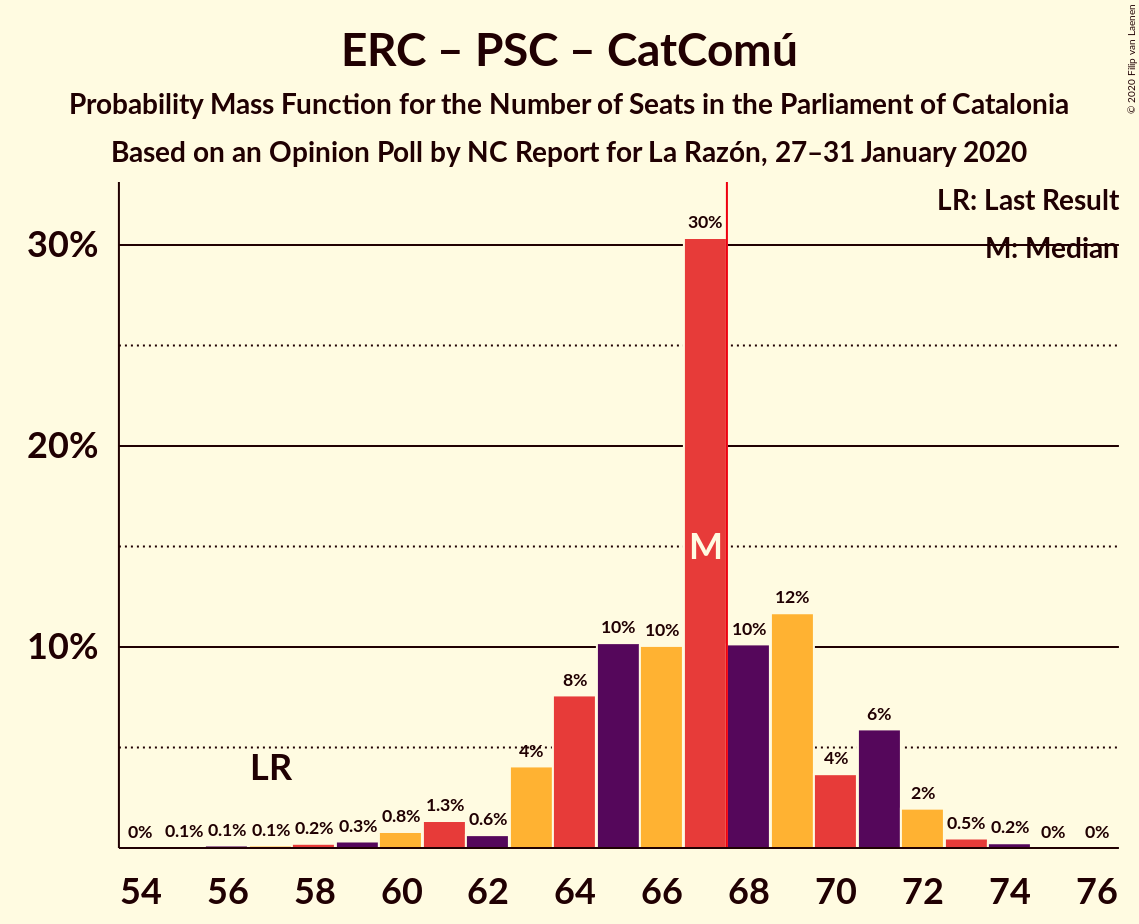 ERC – PSC – CatComú
Probability Mass Function for the Number of Seats in the Parliament of Catalonia
Based on an Opinion Poll by NC Report for La Razón, 27–31 January 2020
© 2020 Filip van Laenen
LR: Last Result
M: Median
30%
20%
10%
0% 0.1% 0.1% 0.1% 0.2% 0.3% 0.8% 1.3% 0.6% 4% 8% 10% 10% 30% 10% 12% 4% 6% 2% 0.5% 0.2% 0% 0%
M
LR
54 56 58 60 62 64 66 68 70 72 74 76